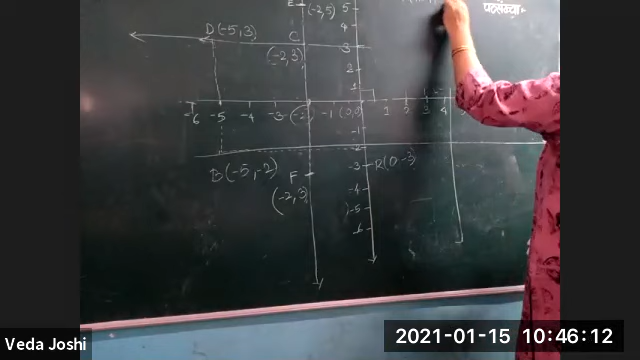 E (-2,5) 5
4
D(-5,3) C 3
(-2,3)
2
1
-6 -5 -4 -3 -2 -1 (0,0) 1 2 3 4
-1
-2
B(-5,-2) F -3 R(0,-3)
(-2,3) -4
-5
Veda Joshi
2021-01-15 10:46:12